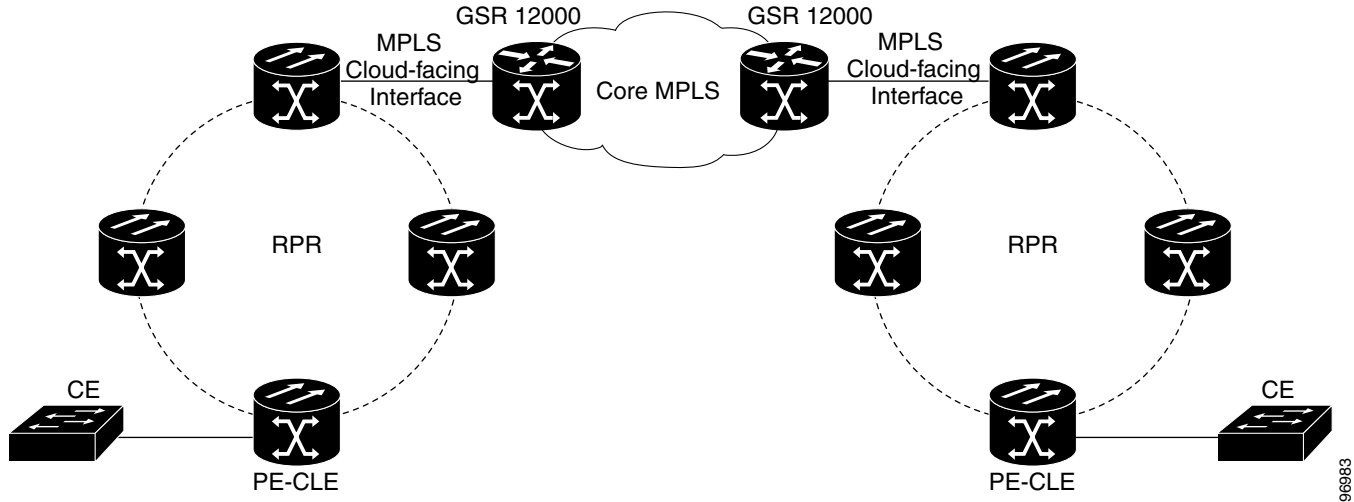 GSR 12000
GSR 12000
MPLS
Cloud-facing
Interface
Core MPLS
MPLS
Cloud-facing
Interface
RPR
RPR
CE
CE
PE-CLE
PE-CLE
96983